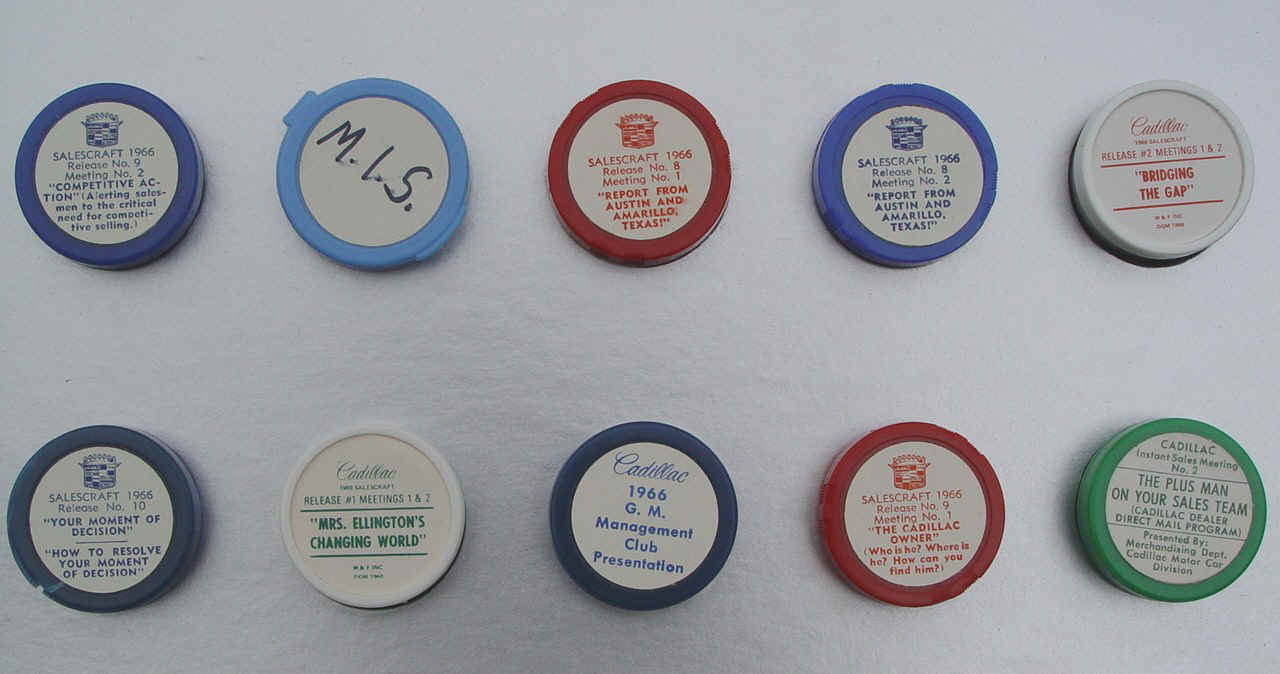 SALESCRAFT 1966
Release No. 9
Meeting No. 2
"COMPETITIVE AC-
TION" (Alerting sales-
men to the critical
need for competi-
tive selling.)
M.I.S.
SALESCRAFT 1966
Release No. 8
Meeting No. 1
"REPORT FROM
AUSTIN AND
AMARILLO,
TEXAS!"
SALESCRAFT 1966
Release No. 8
Meeting No. 2
"REPORT FROM
AUSTIN AND
AMARILLO,
TEXAS!"
Cadillac
SALESCRAFT
RELEASE #2 MEETINGS 1 & 2
"BRIDGING
THE GAP"
W & F INC
SALESCRAFT 1966
Release No. 10
"YOUR MOMENT OF
DECISION"
"HOW TO RESOLVE
YOUR MOMENT
OF DECISION"
Cadillac
SALESCRAFT
RELEASE #1 MEETINGS 1 & 2
"MRS. ELLINGTON'S
CHANGING WORLD"
W & F INC
Cadillac
1966
G. M.
Management
Club
Presentation
SALESCRAFT 1966
Release No. 9
Meeting No. 1
"THE CADILLAC
OWNER"
(Who is he? Where is
he? How can you
find him?)
CADILLAC
Instant Sales Meeting
No. 2
THE PLUS MAN
ON YOUR SALES TEAM
(CADILLAC DEALER
DIRECT MAIL PROGRAM)
Presented By:
Merchandising Dept.
Cadillac Motor Car
Division